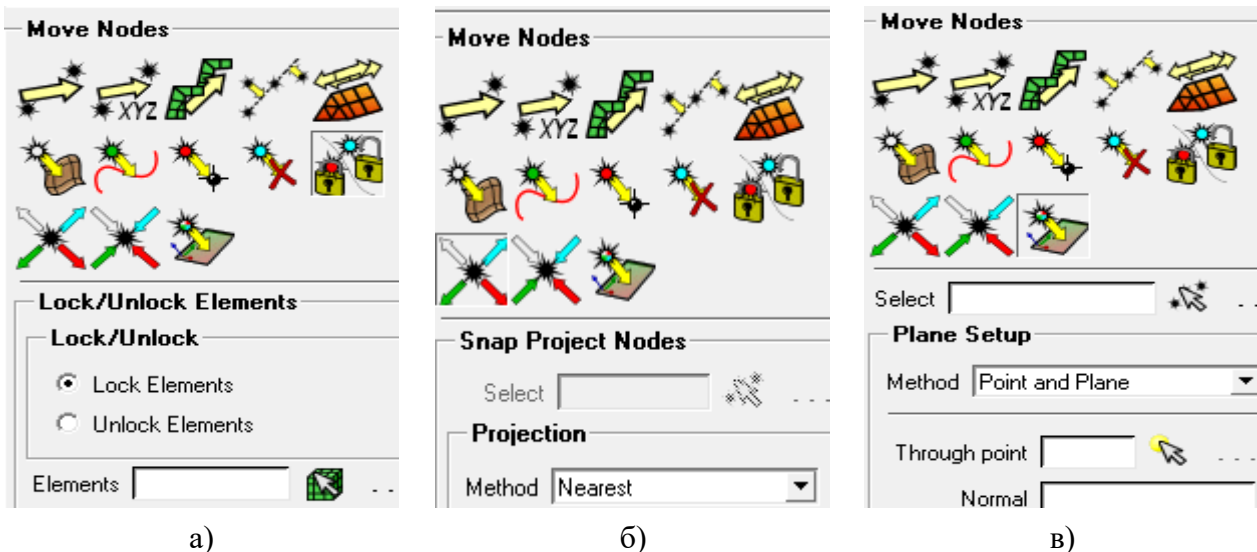 Move Nodes
XYZ
Lock/Unlock Elements
Lock/Unlock
Lock Elements
Unlock Elements
Elements
а)
Move Nodes
XYZ
Snap Project Nodes
Select
Projection
Method Nearest
б)
Move Nodes
XYZ
Select
Plane Setup
Method Point and Plane
Through point
Normal
в)